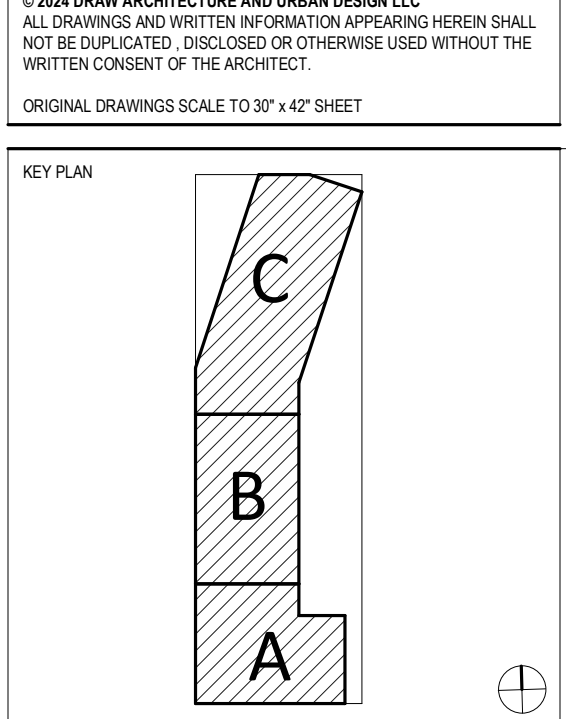 © 2024 DRAW ARCHITECTURE AND URBAN DESIGN LLC
ALL DRAWINGS AND WRITTEN INFORMATION APPEARING HEREIN SHALL
NOT BE DUPLICATED , DISCLOSED OR OTHERWISE USED WITHOUT THE
WRITTEN CONSENT OF THE ARCHITECT.
ORIGINAL DRAWINGS SCALE TO 30" x 42" SHEET
KEY PLAN
C
B
A